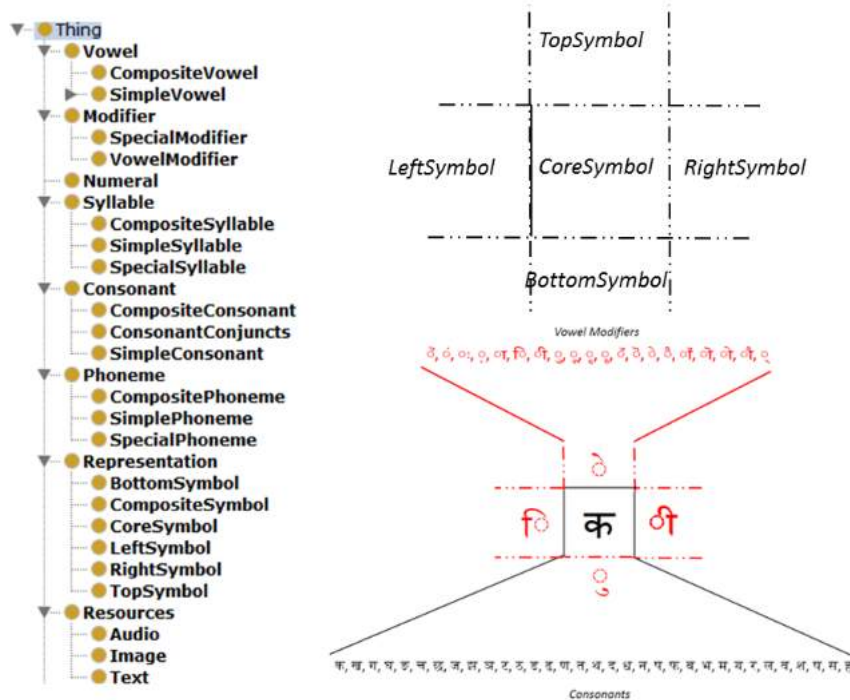 Thing
Vowel
CompositeVowel
SimpleVowel
Modifier
SpecialModifier
VowelModifier
Numeral
Syllable
CompositeSyllable
SimpleSyllable
SpecialSyllable
Consonant
CompositeConsonant
ConsonantConjuncts
SimpleConsonant
Phoneme
CompositePhoneme
SimplePhoneme
SpecialPhoneme
Representation
BottomSymbol
CompositeSymbol
CoreSymbol
LeftSymbol
RightSymbol
TopSymbol
Resources
Audio
Image
Text
TopSymbol
LeftSymbol CoreSymbol RightSymbol
BottomSymbol
Vowel Modifiers
े
ि क ी
ु
Consonants